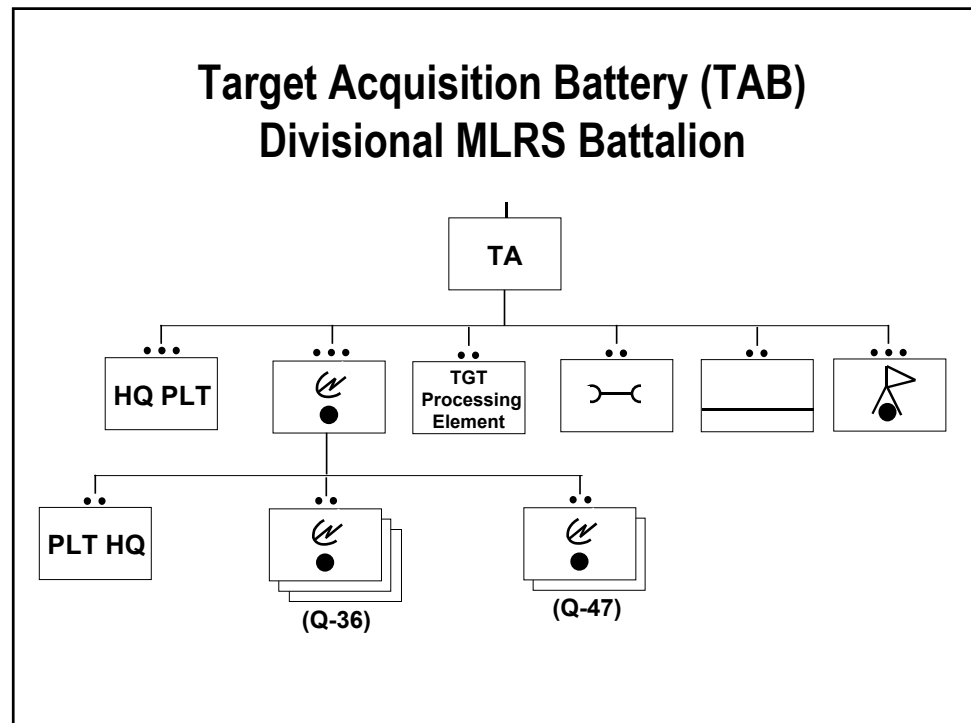 Target Acquisition Battery (TAB)
Divisional MLRS Battalion
TA
HQ PLT
TGT
Processing
Element
PLT HQ
(Q-36)
(Q-47)